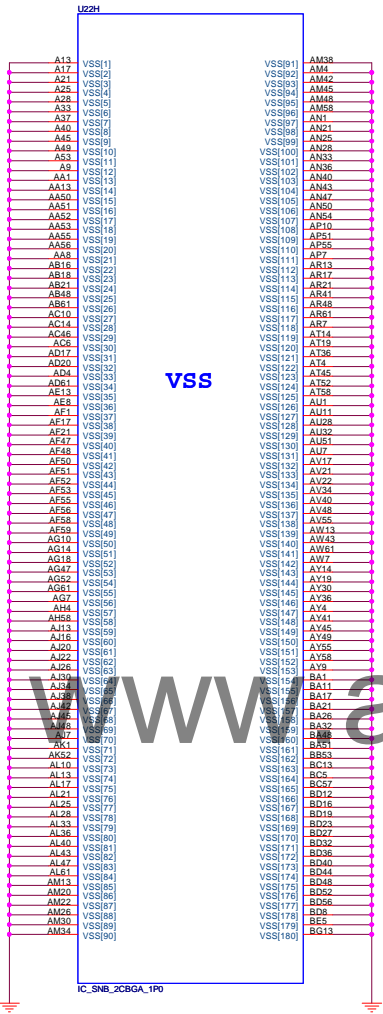 U22H
A13 VSS[1] VSS[91] AM38
A17 VSS[2] VSS[92] AM4
A21 VSS[3] VSS[93] AM42
A25 VSS[4] VSS[94] AM45
A28 VSS[5] VSS[95] AM48
A33 VSS[6] VSS[96] AM58
A37 VSS[7] VSS[97] AN1
A40 VSS[8] VSS[98] AN21
A45 VSS[9] VSS[99] AN25
A49 VSS[10] VSS[100] AN28
A53 VSS[11] VSS[101] AN33
A9 VSS[12] VSS[102] AN36
AA1 VSS[13] VSS[103] AN40
AA13 VSS[14] VSS[104] AN43
AA50 VSS[15] VSS[105] AN47
AA51 VSS[16] VSS[106] AN50
AA52 VSS[17] VSS[107] AN54
AA53 VSS[18] VSS[108] AP10
AA55 VSS[19] VSS[109] AP51
AA56 VSS[20] VSS[110] AP55
AA8 VSS[21] VSS[111] AP7
AB16 VSS[22] VSS[112] AR13
AB18 VSS[23] VSS[113] AR17
AB21 VSS[24] VSS[114] AR21
AB48 VSS[25] VSS[115] AR41
AB61 VSS[26] VSS[116] AR48
AC10 VSS[27] VSS[117] AR61
AC14 VSS[28] VSS[118] AR7
AC46 VSS[29] VSS[119] AT14
AC6 VSS[30] VSS[120] AT19
AD17 VSS[31] VSS[121] AT36
AD20 VSS[32] VSS[122] AT4
AD4 VSS[33] VSS[123] AT45
AD61 VSS[34] VSS[124] AT52
AE13 VSS[35] VSS[125] AT58
AE8 VSS[36] VSS[126] AU1
AF1 VSS[37] VSS[127] AU11
AF17 VSS[38] VSS[128] AU28
AF21 VSS[39] VSS[129] AU32
AF47 VSS[40] VSS[130] AU51
AF48 VSS[41] VSS[131] AU7
AF50 VSS[42] VSS[132] AV17
AF51 VSS[43] VSS[133] AV21
AF52 VSS[44] VSS[134] AV22
AF53 VSS[45] VSS[135] AV34
AF55 VSS[46] VSS[136] AV40
AF56 VSS[47] VSS[137] AV48
AF58 VSS[48] VSS[138] AV55
AF59 VSS[49] VSS[139] AW13
AG10 VSS[50] VSS[140] AW43
AG14 VSS[51] VSS[141] AW61
AG18 VSS[52] VSS[142] AW7
AG47 VSS[53] VSS[143] AY14
AG52 VSS[54] VSS[144] AY19
AG61 VSS[55] VSS[145] AY30
AG7 VSS[56] VSS[146] AY36
AH4 VSS[57] VSS[147] AY4
AH58 VSS[58] VSS[148] AY41
AJ13 VSS[59] VSS[149] AY45
AJ16 VSS[60] VSS[150] AY49
AJ20 VSS[61] VSS[151] AY55
AJ22 VSS[62] VSS[152] AY58
AJ26 VSS[63] VSS[153] AY9
AJ30 VSS[64] VSS[154] BA1
AJ34 VSS[65] VSS[155] BA11
AJ38 VSS[66] VSS[156] BA17
AJ42 VSS[67] VSS[157] BA21
AJ45 VSS[68] VSS[158] BA26
AJ48 VSS[69] VSS[159] BA32
AJ7 VSS[70] VSS[160] BA48
AK1 VSS[71] VSS[161] BA51
AK52 VSS[72] VSS[162] BB53
AL10 VSS[73] VSS[163] BC13
AL13 VSS[74] VSS[164] BC5
AL17 VSS[75] VSS[165] BC57
AL21 VSS[76] VSS[166] BD12
AL25 VSS[77] VSS[167] BD16
AL28 VSS[78] VSS[168] BD19
AL33 VSS[79] VSS[169] BD23
AL36 VSS[80] VSS[170] BD27
AL40 VSS[81] VSS[171] BD32
AL43 VSS[82] VSS[172] BD36
AL47 VSS[83] VSS[173] BD40
AL61 VSS[84] VSS[174] BD44
AM13 VSS[85] VSS[175] BD48
AM20 VSS[86] VSS[176] BD52
AM22 VSS[87] VSS[177] BD56
AM26 VSS[88] VSS[178] BD8
AM30 VSS[89] VSS[179] BE5
AM34 VSS[90] VSS[180] BG13
VSS
www.a
IC_SNB_2CBGA_1P0